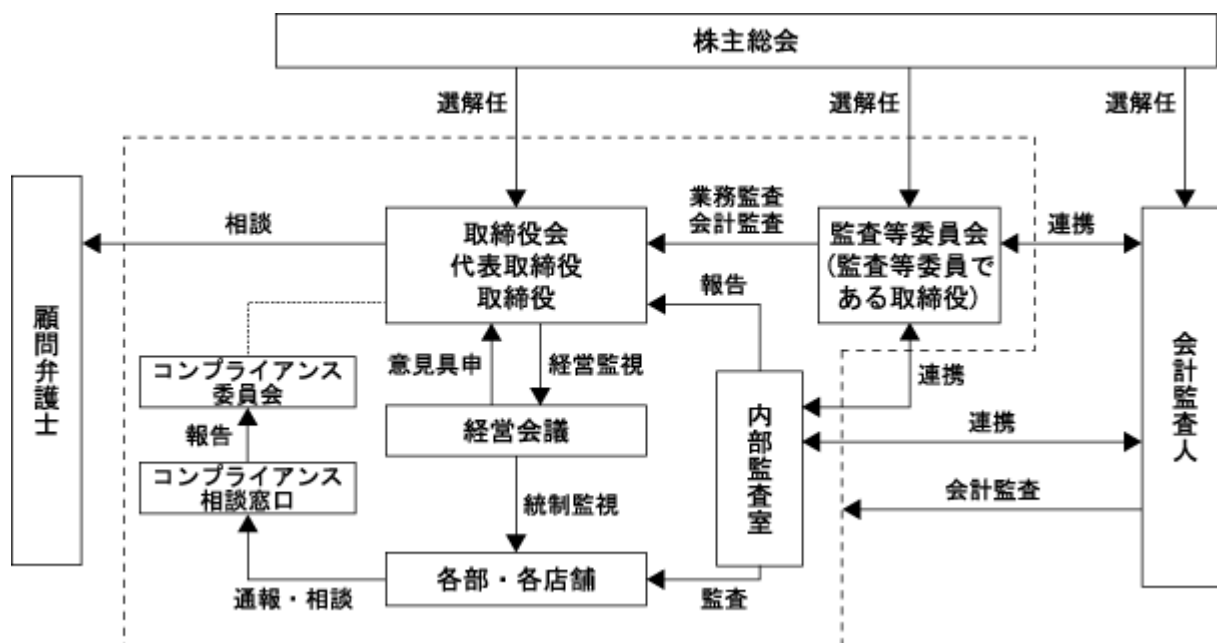 株主総会
選解任
選解任
選解任
顧問弁護士
相談
取締役会
代表取締役
取締役
業務監査
会計監査
監査等委員会
(監査等委員で
ある取締役)
連携
会計監査人
報告
連携
コンプライアンス
委員会
意見具申
経営監視
経営会議
内部監査室
連携
報告
コンプライアンス
相談窓口
統制監視
会計監査
各部・各店舗
通報・相談
監査